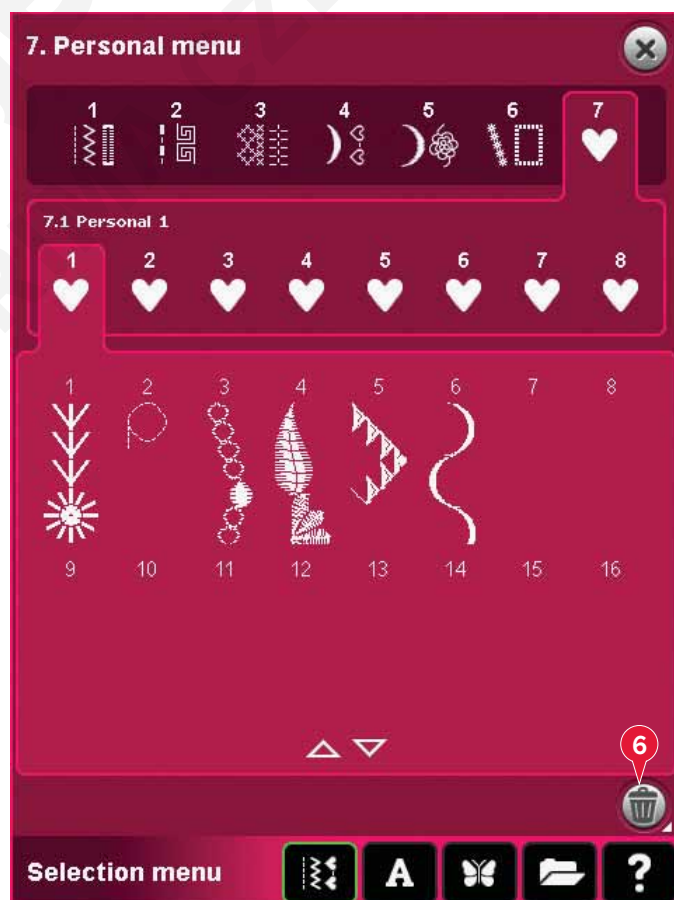 7. Personal menu
1 2 3 4 5 6 7
7.1 Personal 1
1 2 3 4 5 6 7 8
1 2 3 4 5 6 7 8
9 10 11 12 13 14 15 16
6
Selection menu A ?